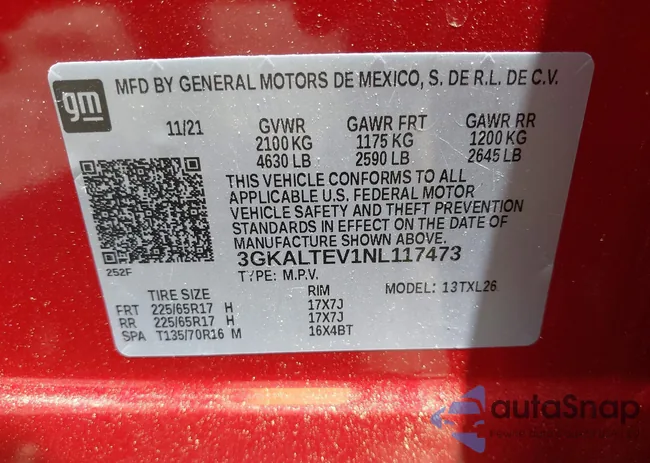 gm
MFD BY GENERAL MOTORS DE MEXICO, S. DE R.L. DE C.V.
11/21 GVWR GAWR FRT GAWR RR
2100 KG 1175 KG 1200 KG
4630 LB 2590 LB 2645 LB
THIS VEHICLE CONFORMS TO ALL
APPLICABLE U.S. FEDERAL MOTOR
VEHICLE SAFETY AND THEFT PREVENTION
STANDARDS IN EFFECT ON THE DATE OF
MANUFACTURE SHOWN ABOVE.
3GKALTEV1NL117473
252F
TYPE: M.P.V. MODEL: 13TXL26
TIRE SIZE RIM
FRT 225/65R17 H 17X7J
RR 225/65R17 H 17X7J
SPA T135/70R16 M 16X4BT
autoSnap